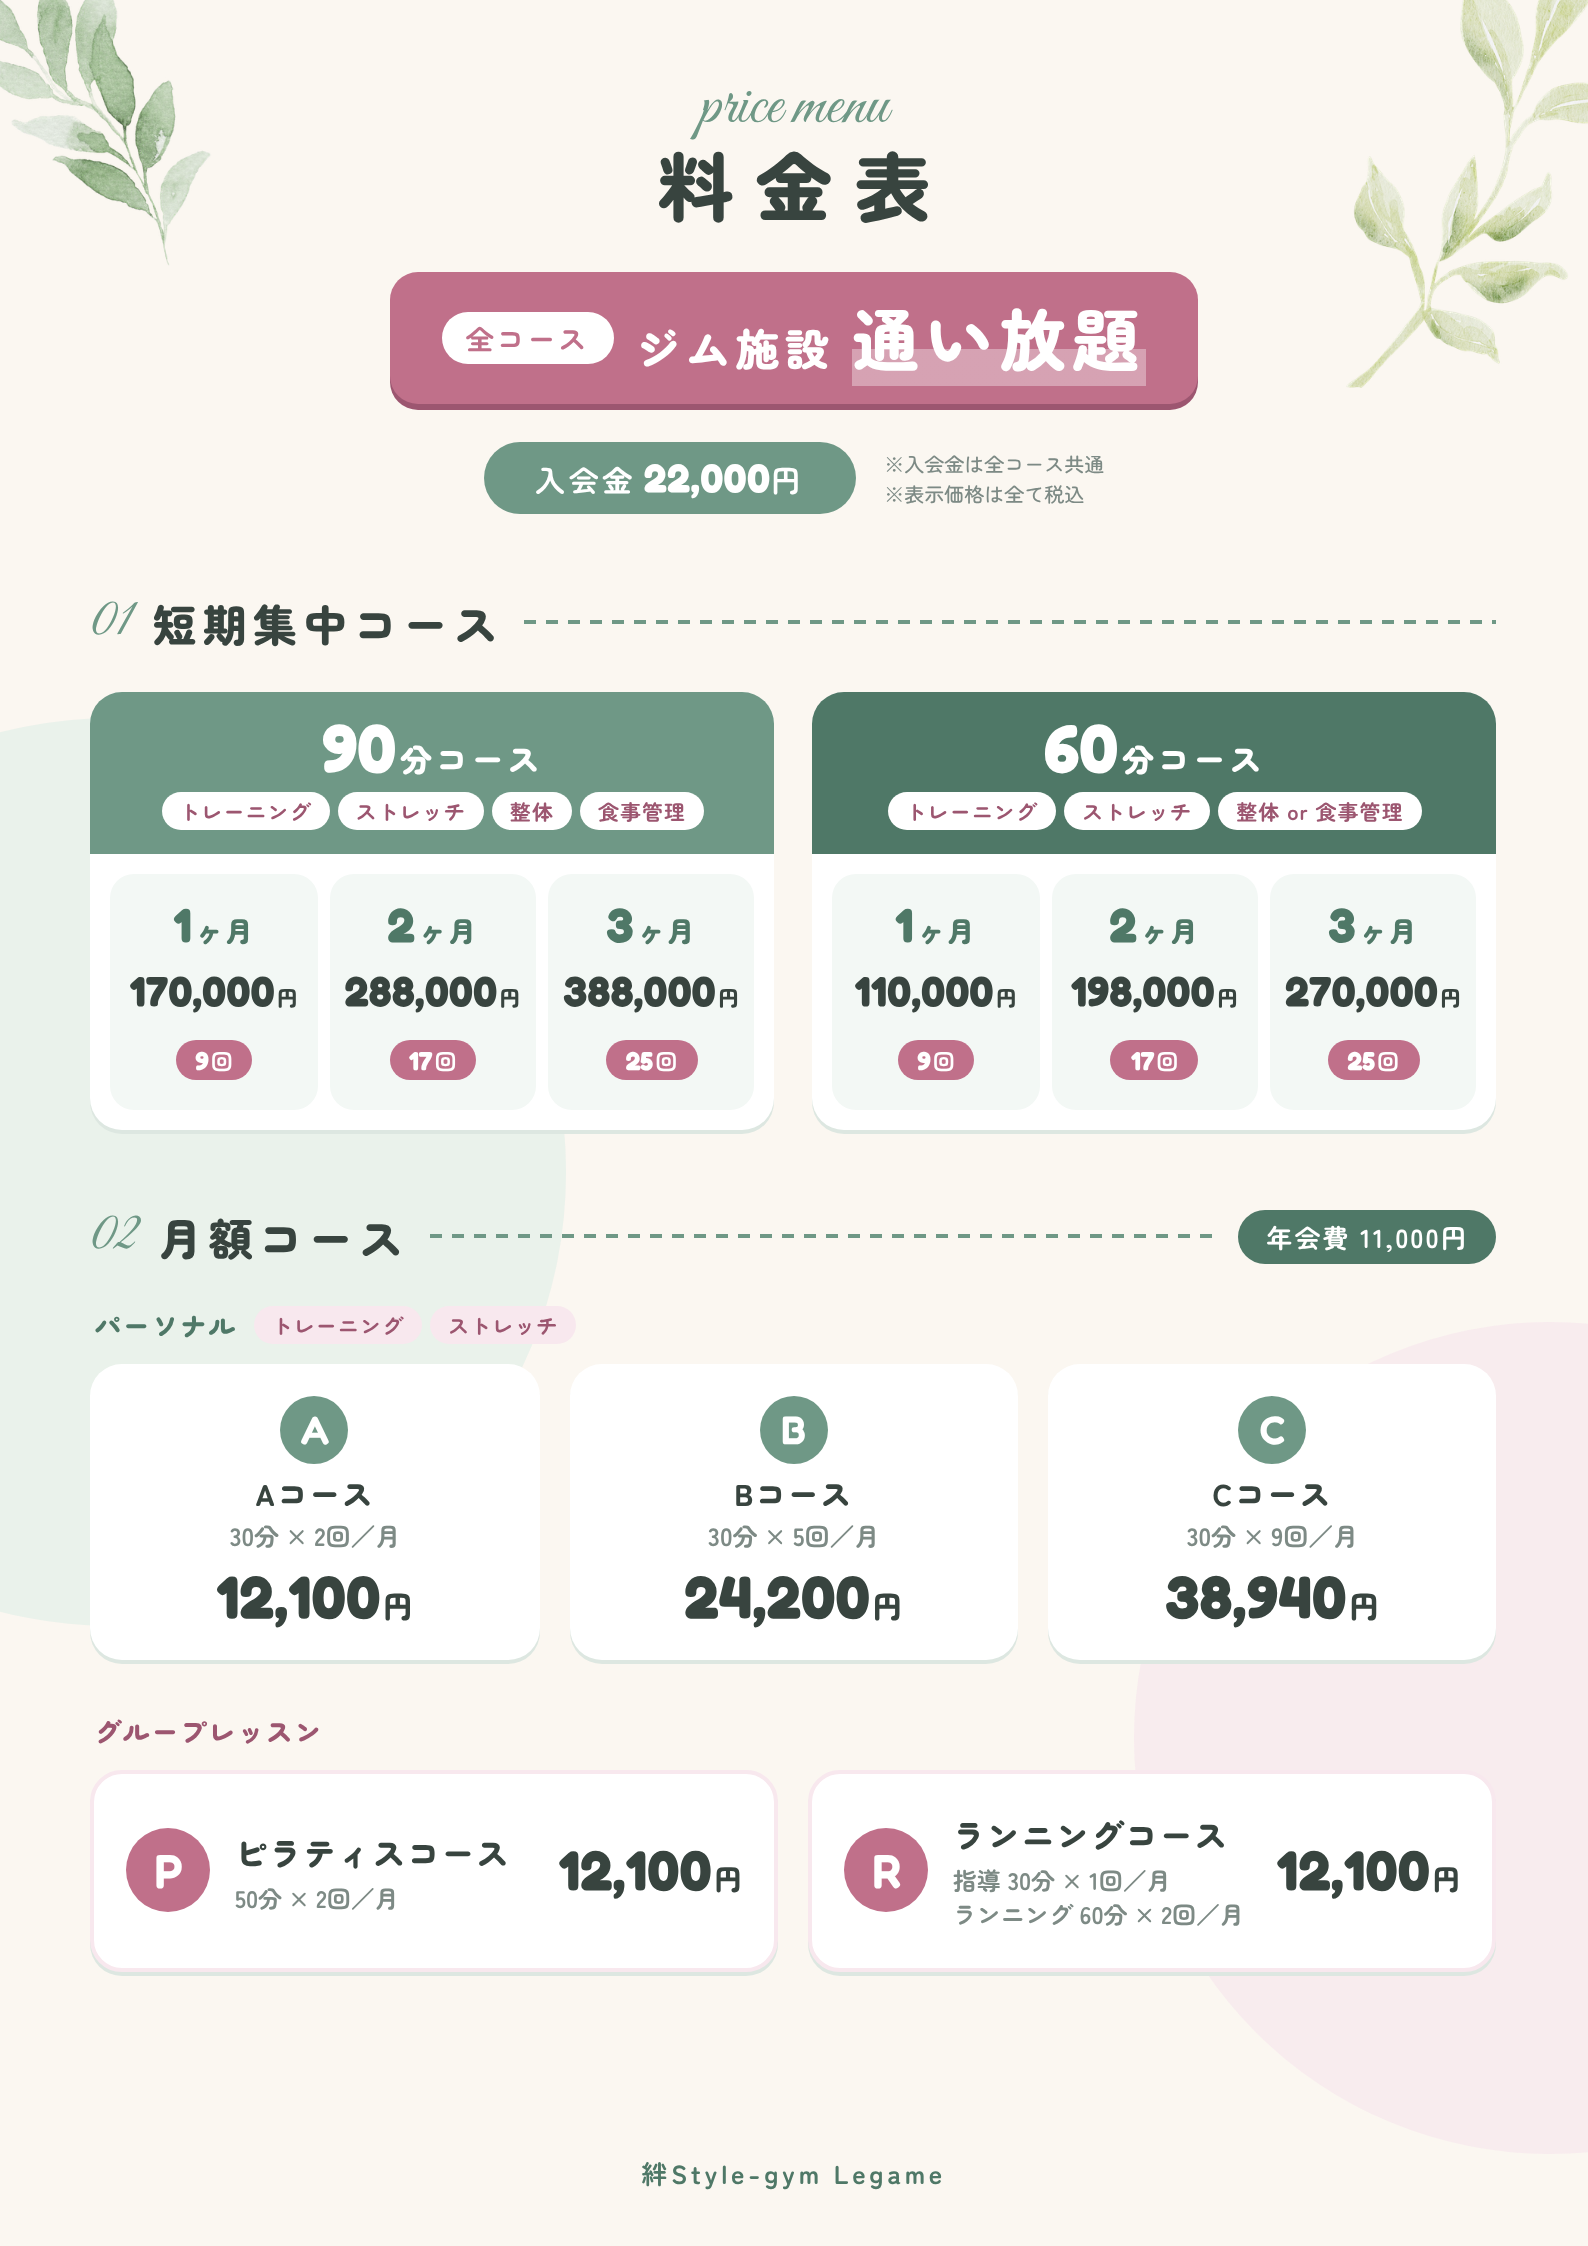 price menu
料金表
全コース ジム施設 通い放題
入会金 22,000円
※入会金は全コース共通
※表示価格は全て税込
01 短期集中コース
90分コース
トレーニング ストレッチ 整体 食事管理
1ヶ月 2ヶ月 3ヶ月
170,000円 288,000円 388,000円
9回 17回 25回
60分コース
トレーニング ストレッチ 整体 or 食事管理
1ヶ月 2ヶ月 3ヶ月
110,000円 198,000円 270,000円
9回 17回 25回
02 月額コース 年会費 11,000円
パーソナル トレーニング ストレッチ
A
Aコース
30分 × 2回／月
12,100円
B
Bコース
30分 × 5回／月
24,200円
C
Cコース
30分 × 9回／月
38,940円
グループレッスン
P
ピラティスコース
50分 × 2回／月
12,100円
R
ランニングコース
指導 30分 × 1回／月
ランニング 60分 × 2回／月
12,100円
絆Style-gym Legame